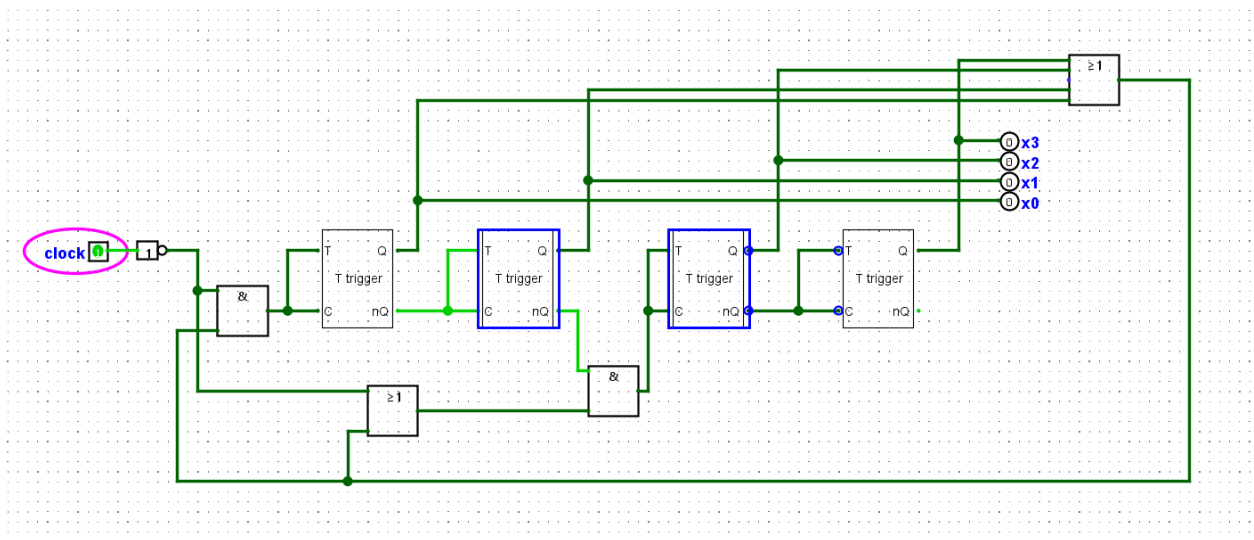 ≥1
0 x3
0 x2
0 x1
0 x0
clock 1
1
&
T Q
T trigger
C nQ
T Q
T trigger
C nQ
T Q
T trigger
C nQ
T Q
T trigger
C nQ
&
≥1